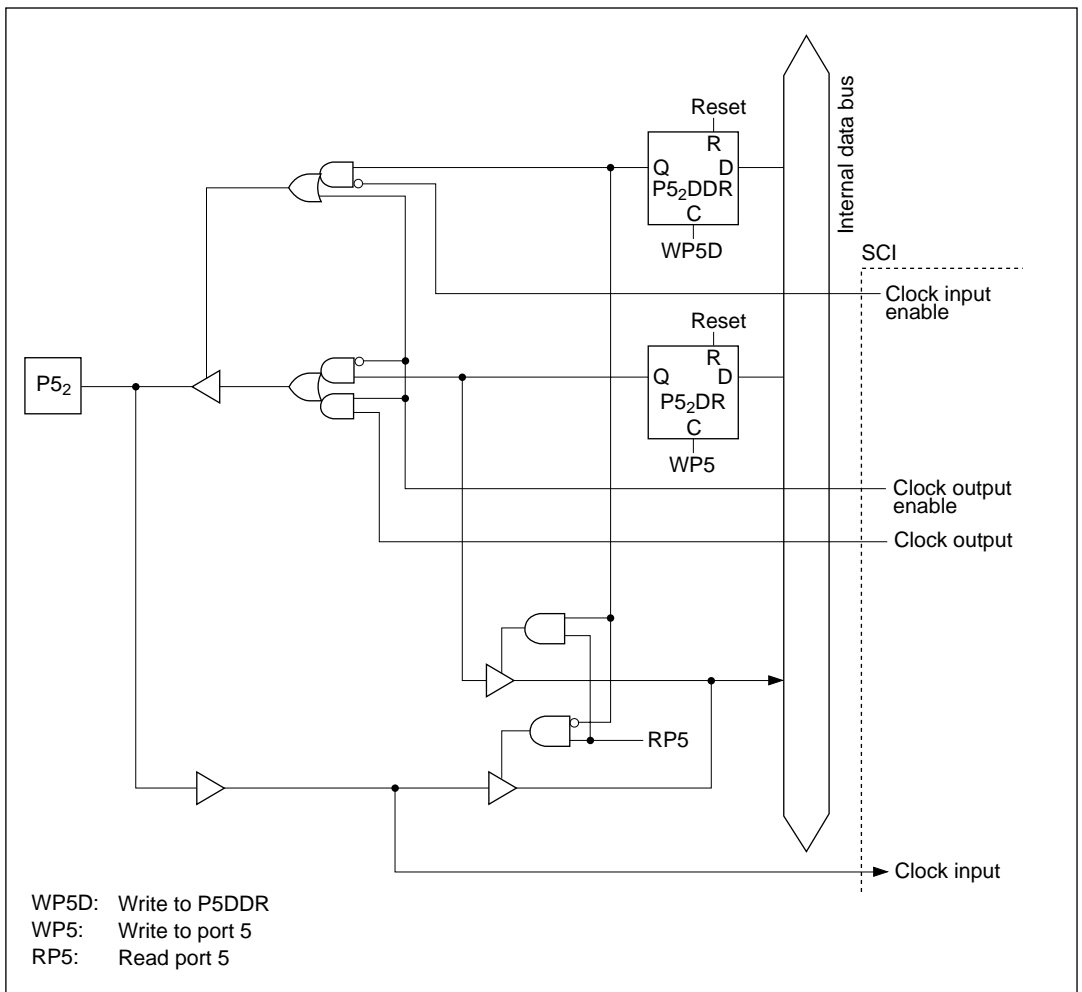 Reset
R
Q D
P5₂DDR
C
WP5D
Internal data bus
SCI
Clock input
enable
Reset
R
Q D
P5₂DR
C
WP5
P5₂
Clock output
enable
Clock output
RP5
Clock input
WP5D: Write to P5DDR
WP5: Write to port 5
RP5: Read port 5